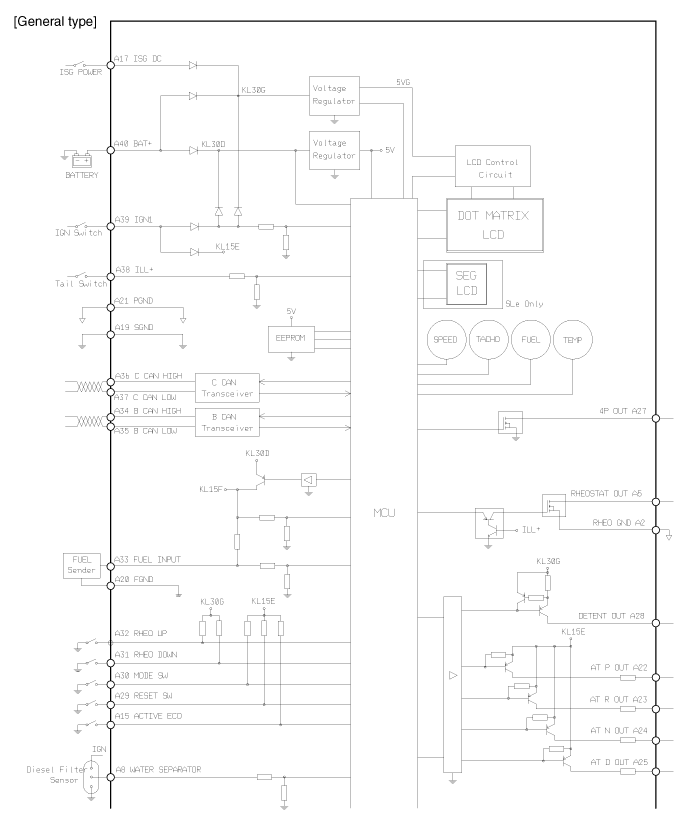 [General type]
A17 ISG DC
ISG POWER
KL30G
Voltage
Regulator
5VG
A40 BAT+
BATTERY
KL30D
Voltage
Regulator
5V
LCD Control
Circuit
A39 IGN1
IGN Switch
KL15E
DOT MATRIX
LCD
A38 ILL+
Tail Switch
SEG
LCD
SLe Only
A21 PGND
A19 SGND
5V
EEPROM
SPEED
TACHO
FUEL
TEMP
A36 C CAN HIGH
A37 C CAN LOW
C CAN
Transceiver
A34 B CAN HIGH
A35 B CAN LOW
B CAN
Transceiver
4P OUT A27
KL30D
KL15F
MCU
RHEOSTAT OUT A5
RHEO GND A2
ILL+
FUEL
Sender
A33 FUEL INPUT
A20 FGND
KL30G
DETENT OUT A28
KL30G
KL15E
A32 RHEO UP
A31 RHEO DOWN
A30 MODE SW
A29 RESET SW
A15 ACTIVE ECO
KL15E
AT P OUT A22
AT R OUT A23
AT N OUT A24
AT D OUT A25
IGN
Diesel Filter
Sensor
A8 WATER SEPARATOR